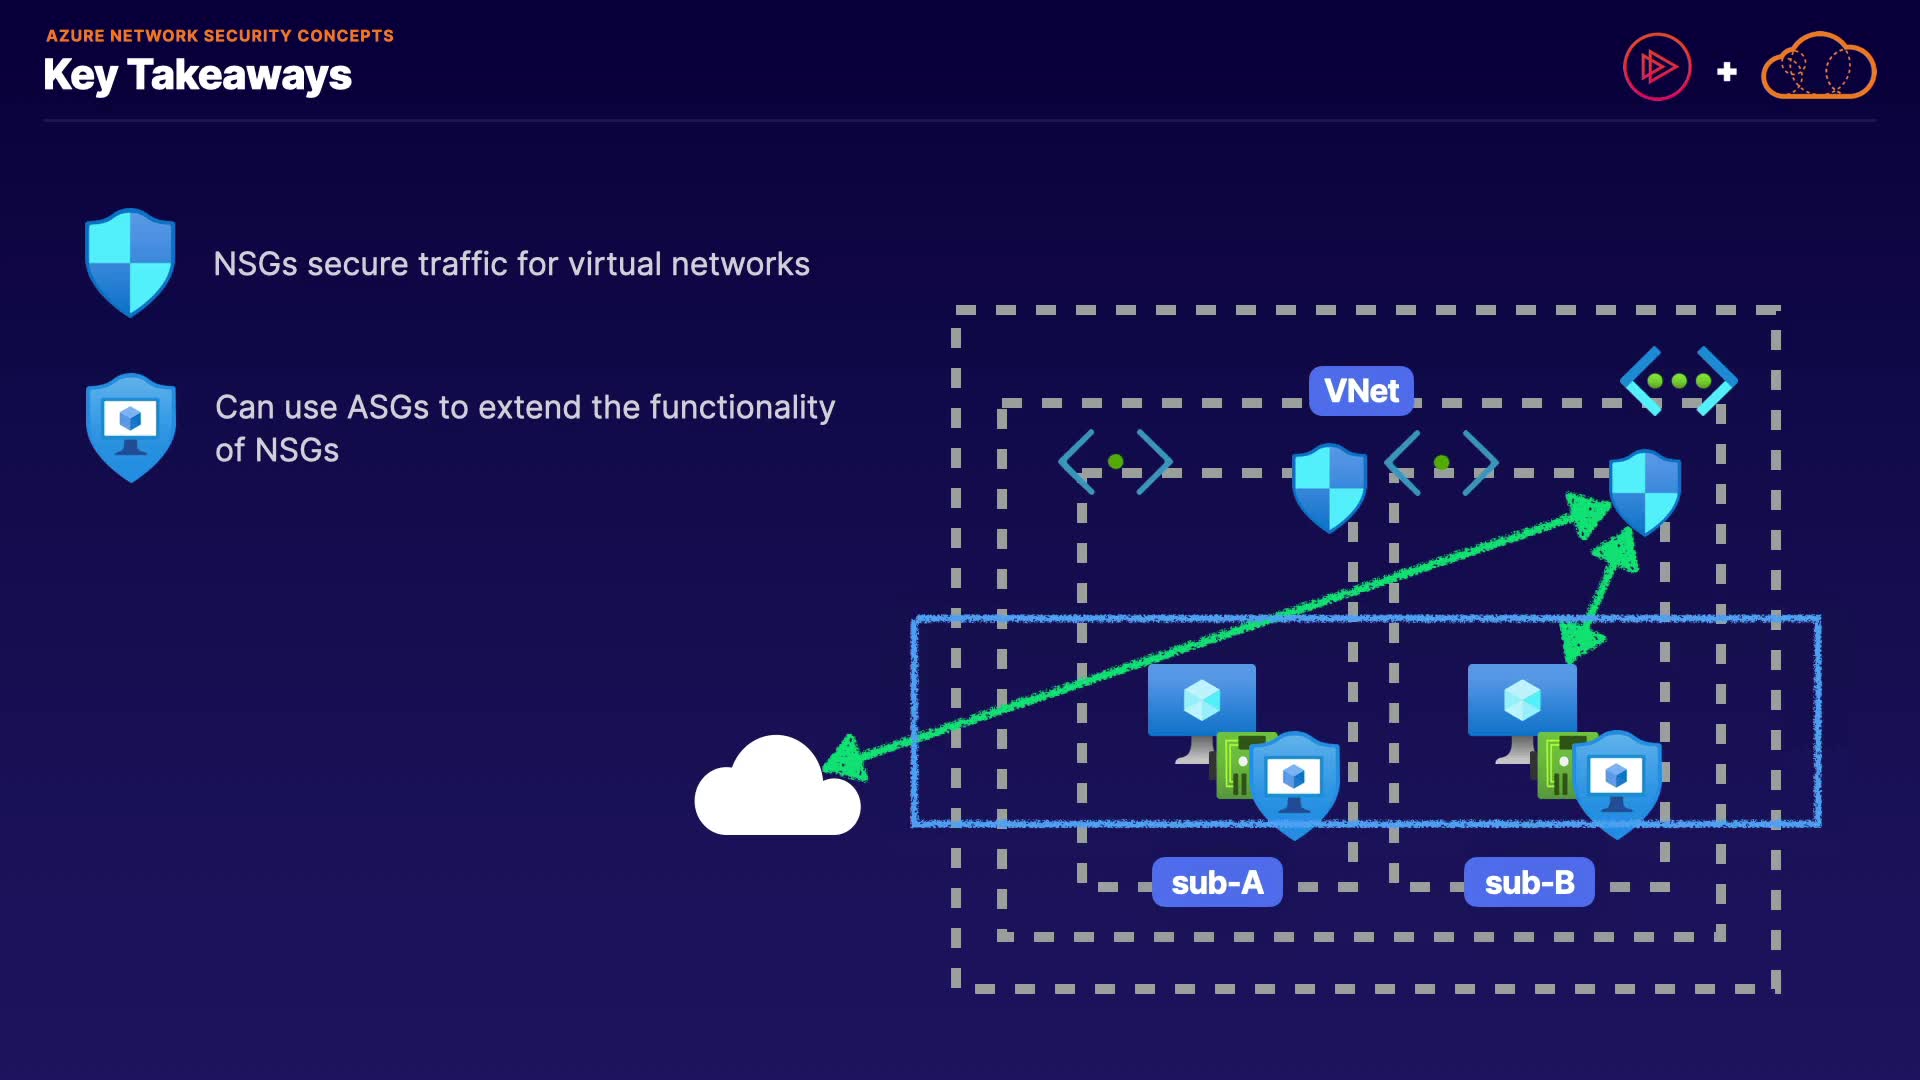 AZURE NETWORK SECURITY CONCEPTS
Key Takeaways
NSGs secure traffic for virtual networks
Can use ASGs to extend the functionality
of NSGs
VNet
sub-A
sub-B